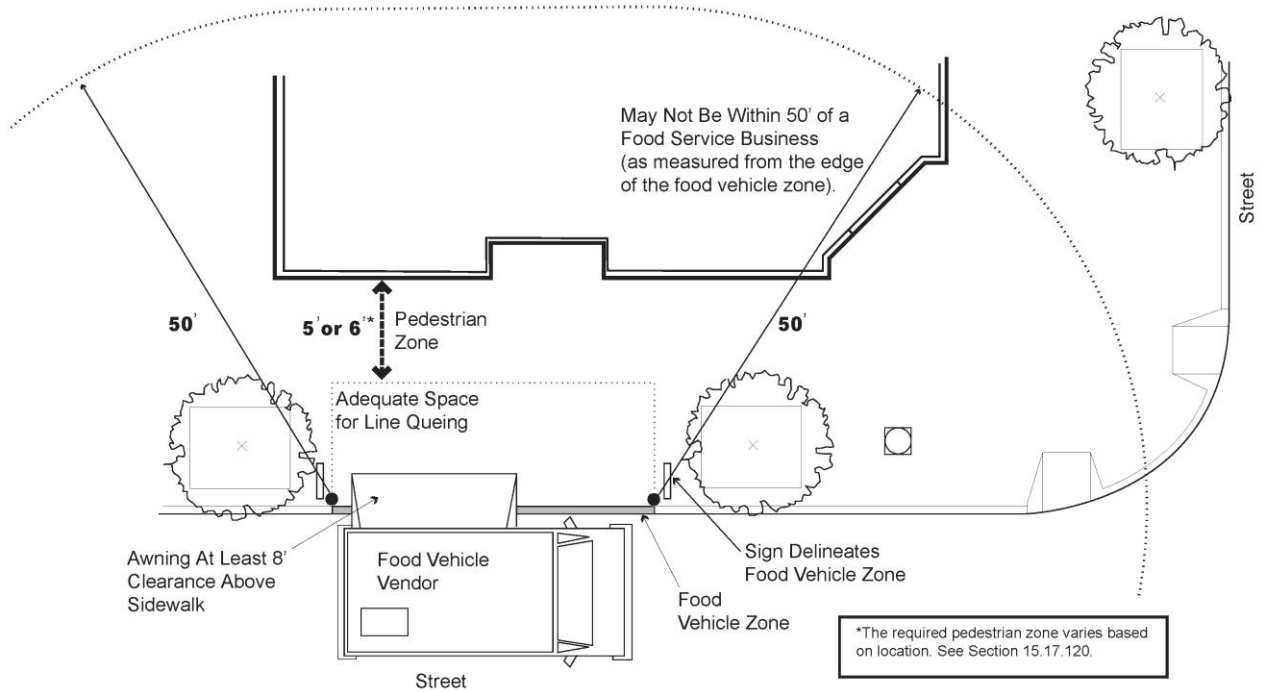 May Not Be Within 50' of a
Food Service Business
(as measured from the edge
of the food vehicle zone).
Street
50'
5' or 6'*
Pedestrian
Zone
50'
Adequate Space
for Line Queing
Awning At Least 8'
Clearance Above
Sidewalk
Food Vehicle
Vendor
Sign Delineates
Food Vehicle Zone
Food
Vehicle Zone
*The required pedestrian zone varies based
on location. See Section 15.17.120.
Street